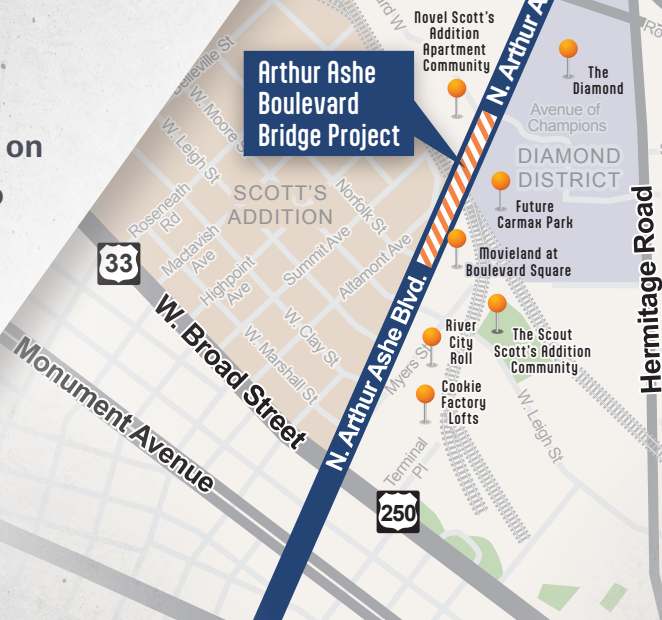 on
Novel Scott's
Addition
Apartment
Community
N. Arthur A
The
Diamond
Arthur Ashe
Boulevard
Bridge Project
Avenue of
Champions
DIAMOND
DISTRICT
Belleville St
W. Moore S
W. Leigh St
SCOTT'S
ADDITION
Norfolk St
Roseneath
Rd
Mactavish
Ave
Highpoint
Ave
Summit Ave
Altamont Ave
Future
Carmax Park
Movieland at
Boulevard Square
Hermitage Road
33
W. Broad Street
W. Clay St
W. Marshall St
N. Arthur Ashe Blvd.
River
City
Roll
The Scout
Scott's Addition
Community
Myers St
Cookie
Factory
Lofts
W. Leigh St
Terminal
Pl
Monument Avenue
250